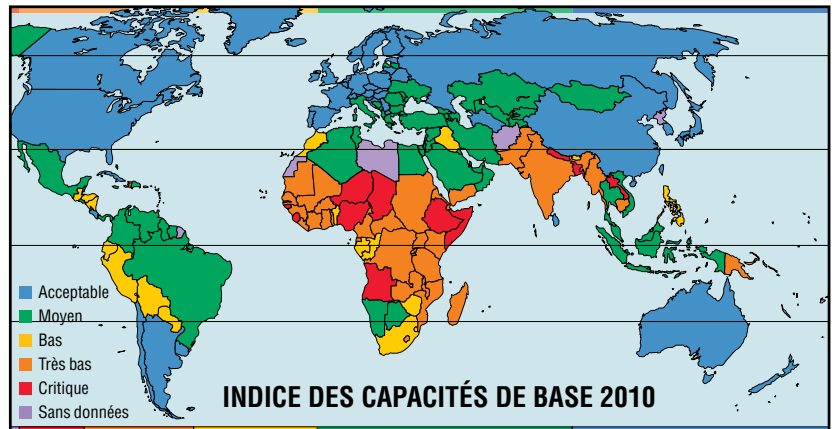 Acceptable
Moyen
Bas
Très bas
Critique
Sans données
INDICE DES CAPACITÉS DE BASE 2010